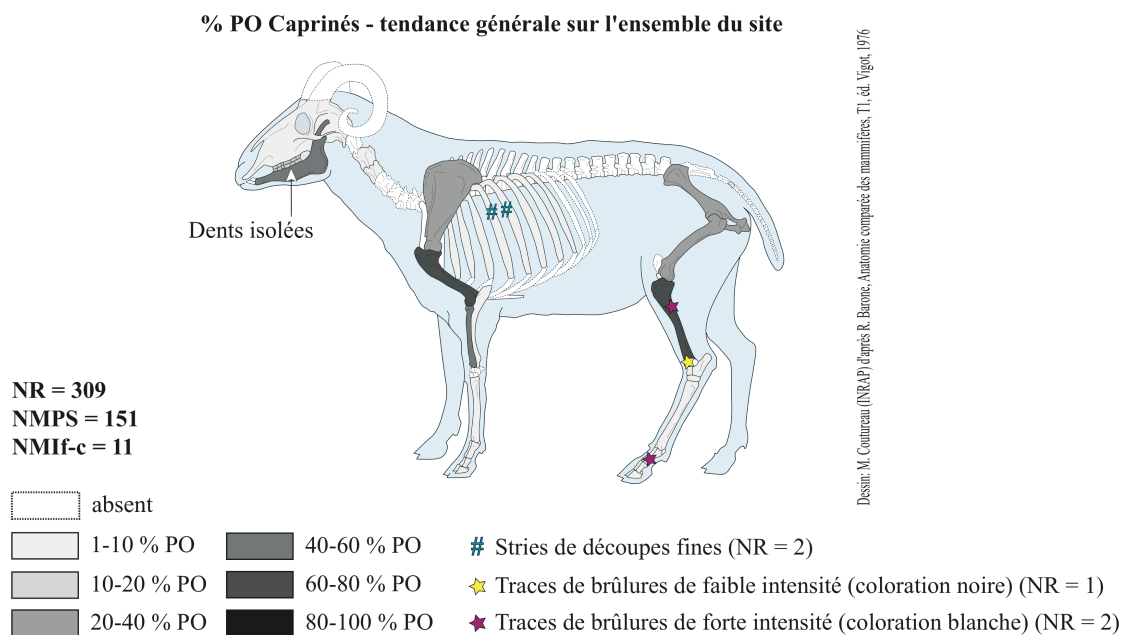 % PO Caprinés - tendance générale sur l'ensemble du site
Dessin: M. Coutureau (INRAP) d'après R. Barone, Anatomie comparée des mammifères, T1, éd. Vigot, 1976
Dents isolées
NR = 309
NMPS = 151
NMIf-c = 11
absent
1-10 % PO
10-20 % PO
20-40 % PO
40-60 % PO
60-80 % PO
80-100 % PO
# Stries de découpes fines (NR = 2)
Traces de brûlures de faible intensité (coloration noire) (NR = 1)
Traces de brûlures de forte intensité (coloration blanche) (NR = 2)